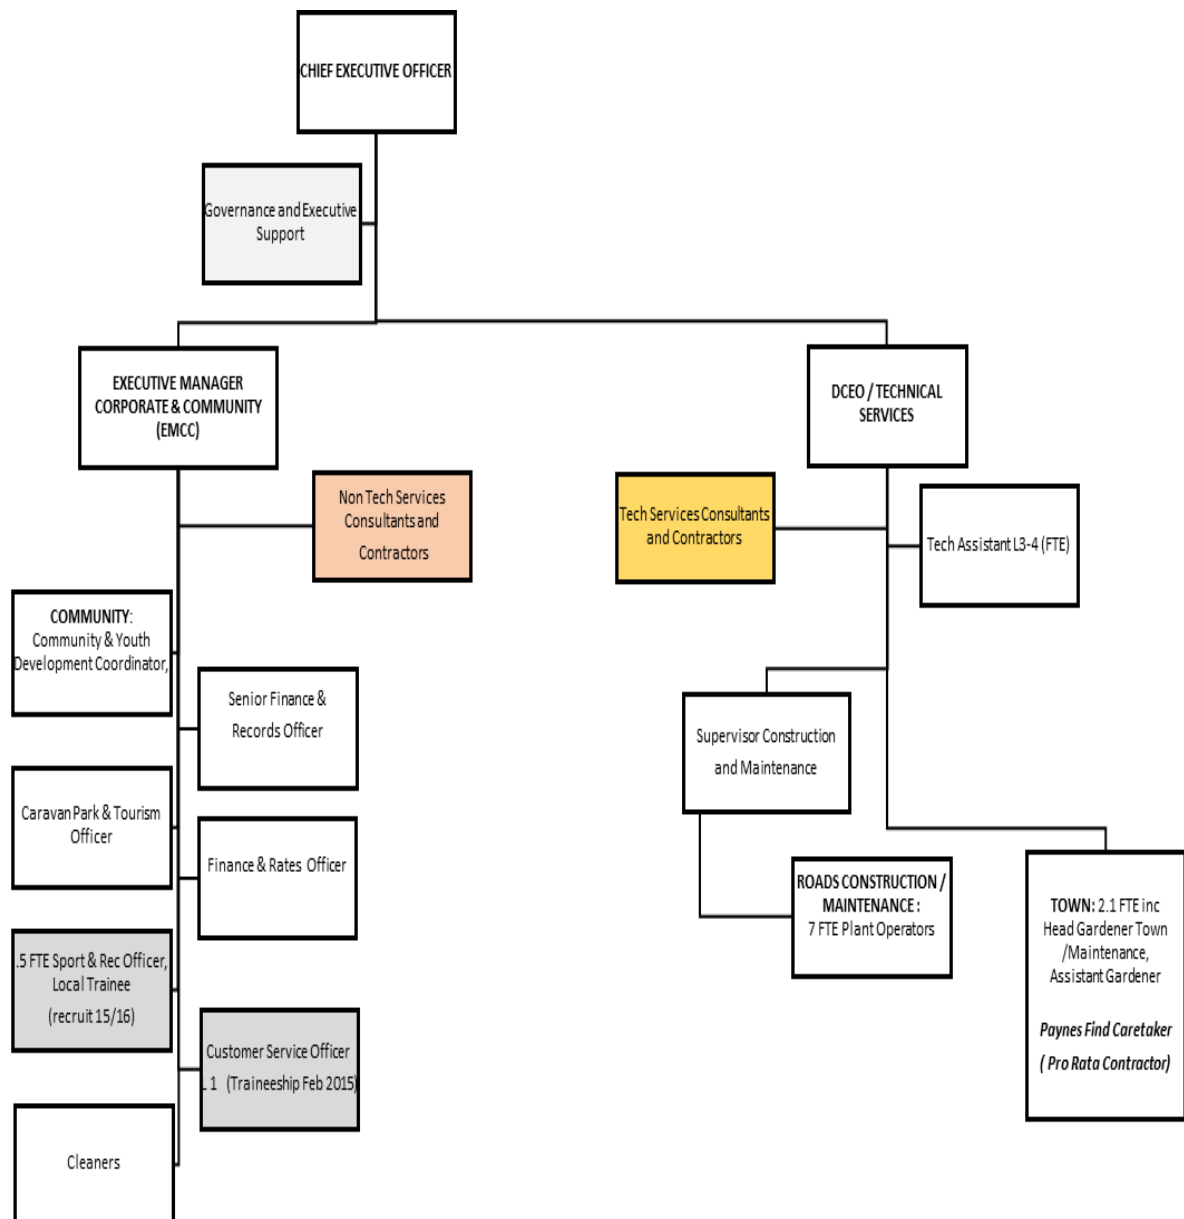 CHIEF EXECUTIVE OFFICER
Governance and Executive
Support
EXECUTIVE MANAGER
CORPORATE & COMMUNITY
(EMCC)
DCEO / TECHNICAL
SERVICES
Non Tech Services
Consultants and
Contractors
Tech Services Consultants
and Contractors
Tech Assistant L3-4 (FTE)
COMMUNITY:
Community & Youth
Development Coordinator,
Senior Finance &
Records Officer
Supervisor Construction
and Maintenance
Caravan Park & Tourism
Officer
Finance & Rates Officer
ROADS CONSTRUCTION /
MAINTENANCE :
7 FTE Plant Operators
TOWN: 2.1 FTE inc
Head Gardener Town
/Maintenance,
Assistant Gardener
Paynes Find Caretaker
( Pro Rata Contractor)
.5 FTE Sport & Rec Officer,
Local Trainee
(recruit 15/16)
Customer Service Officer
L 1 (Traineeship Feb 2015)
Cleaners